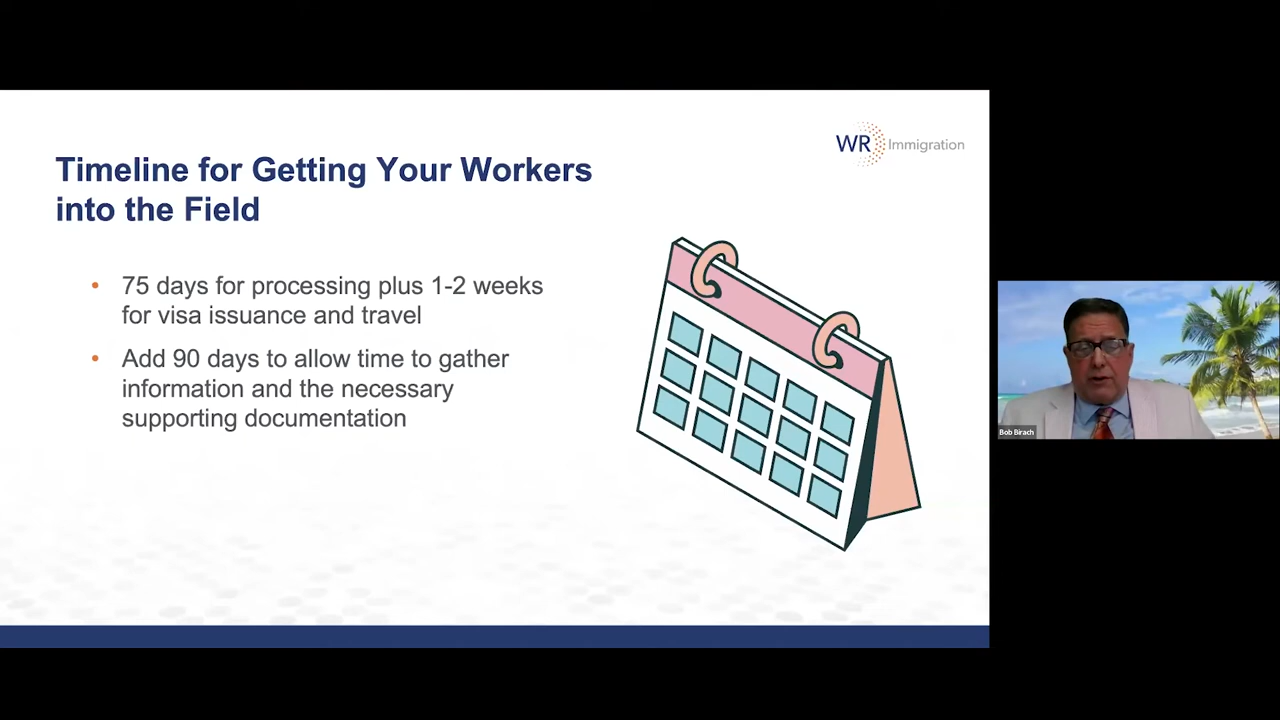 WR Immigration
Timeline for Getting Your Workers
into the Field
• 75 days for processing plus 1-2 weeks
for visa issuance and travel
• Add 90 days to allow time to gather
information and the necessary
supporting documentation
Bob Birach